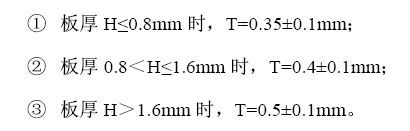 ① 板厚 H≤0.8mm 时，T=0.35±0.1mm；
② 板厚 0.8＜H≤1.6mm 时，T=0.4±0.1mm；
③ 板厚 H＞1.6mm 时，T=0.5±0.1mm。